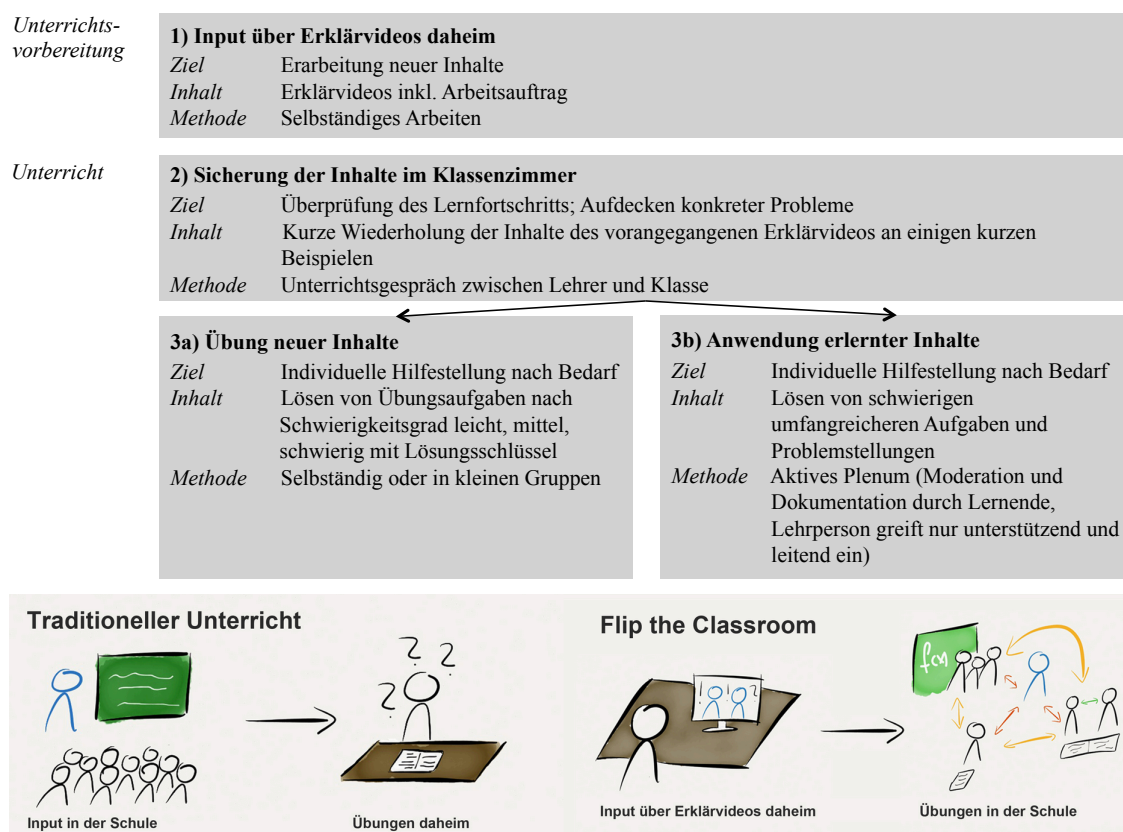 Unterrichts-
vorbereitung
1) Input über Erklärvideos daheim
Ziel Erarbeitung neuer Inhalte
Inhalt Erklärvideos inkl. Arbeitsauftrag
Methode Selbständiges Arbeiten
Unterricht
2) Sicherung der Inhalte im Klassenzimmer
Ziel Überprüfung des Lernfortschritts; Aufdecken konkreter Probleme
Inhalt Kurze Wiederholung der Inhalte des vorangegangenen Erklärvideos an einigen kurzen
Beispielen
Methode Unterrichtsgespräch zwischen Lehrer und Klasse
3a) Übung neuer Inhalte
Ziel Individuelle Hilfestellung nach Bedarf
Inhalt Lösen von Übungsaufgaben nach
Schwierigkeitsgrad leicht, mittel,
schwierig mit Lösungsschlüssel
Methode Selbständig oder in kleinen Gruppen
3b) Anwendung erlernter Inhalte
Ziel Individuelle Hilfestellung nach Bedarf
Inhalt Lösen von schwierigen
umfangreicheren Aufgaben und
Problemstellungen
Methode Aktives Plenum (Moderation und
Dokumentation durch Lernende,
Lehrperson greift nur unterstützend und
leitend ein)
Traditioneller Unterricht
? ?
?
Input in der Schule
Übungen daheim
Flip the Classroom
! ! ?
f(x)
Input über Erklärvideos daheim
Übungen in der Schule